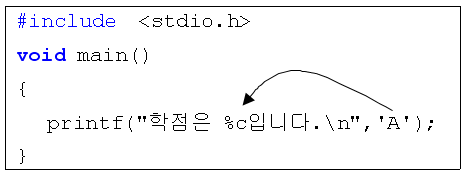 #include <stdio.h>
void main()
{
printf("학점은 %c입니다.\n",'A');
}